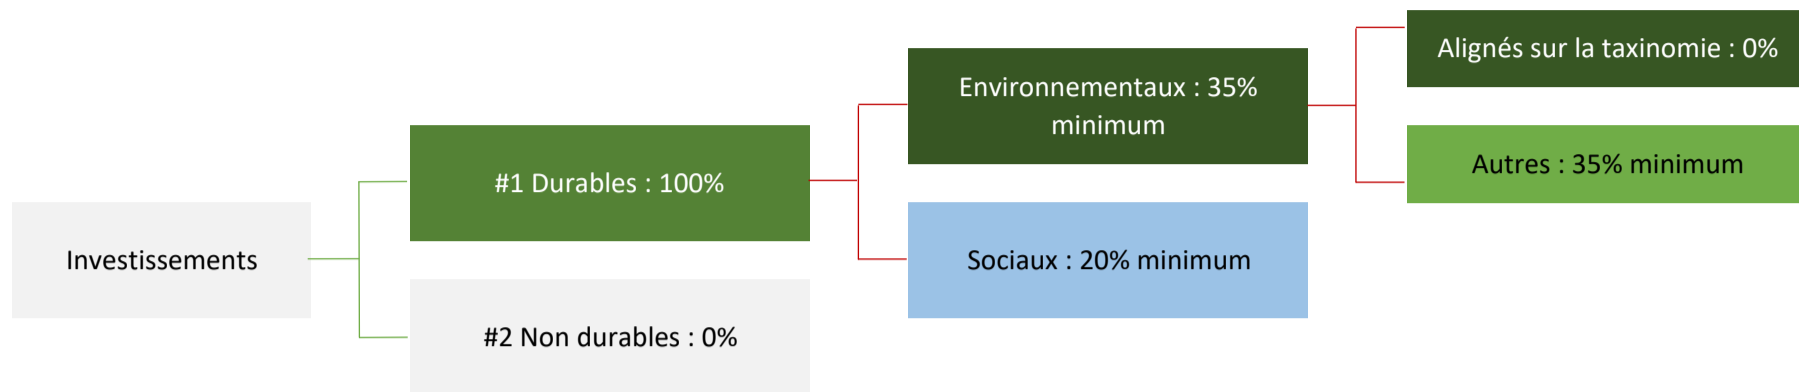 Investissements
#1 Durables : 100%
#2 Non durables : 0%
Environnementaux : 35%
minimum
Sociaux : 20% minimum
Alignés sur la taxinomie : 0%
Autres : 35% minimum